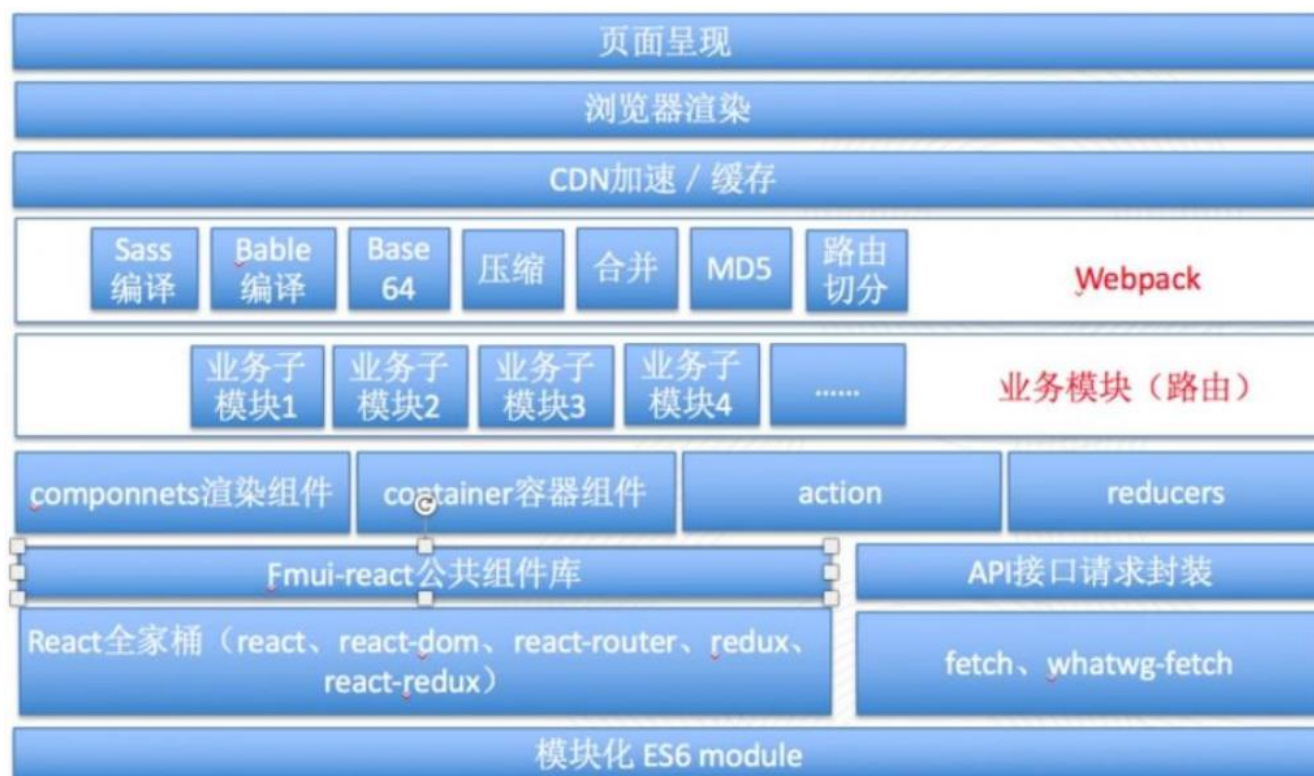 页面呈现
浏览器渲染
CDN加速 / 缓存
Sass
编译
Bable
编译
Base
64
压缩
合并
MD5
路由
切分
Webpack
业务子
模块1
业务子
模块2
业务子
模块3
业务子
模块4
......
业务模块（路由）
componnets渲染组件
container容器组件
action
reducers
Fmui-react公共组件库
API接口请求封装
React全家桶（react、react-dom、react-router、redux、
react-redux）
fetch、whatwg-fetch
模块化 ES6 module